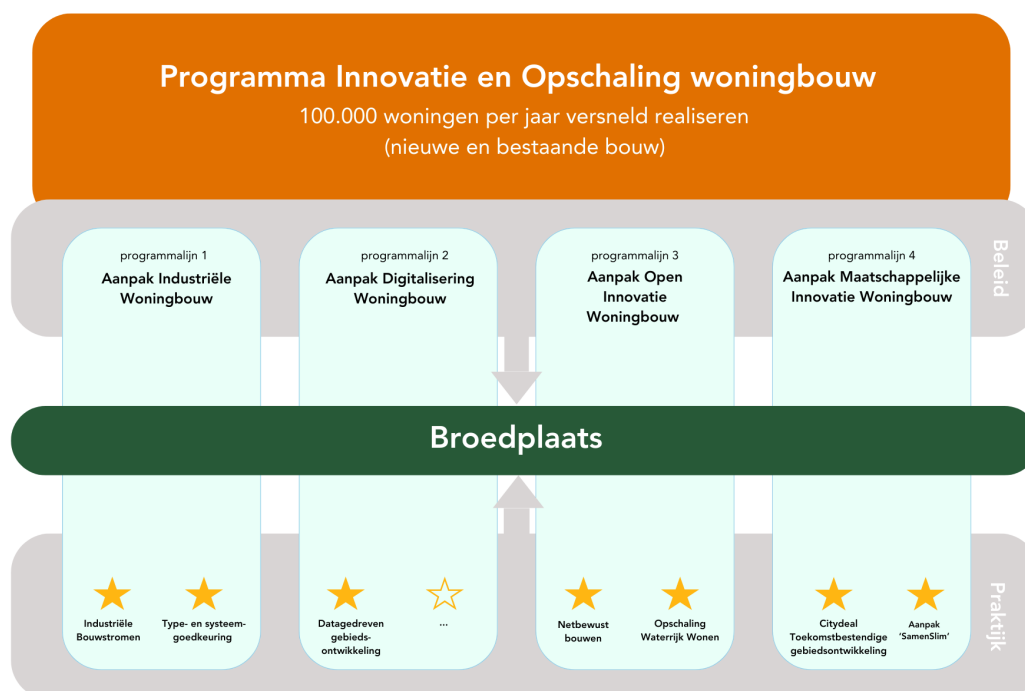 Programma Innovatie en Opschaling woningbouw
100.000 woningen per jaar versneld realiseren
(nieuwe en bestaande bouw)
Beleid
programmalijn 1
Aanpak Industriële
Woningbouw
programmalijn 2
Aanpak Digitalisering
Woningbouw
programmalijn 3
Aanpak Open
Innovatie
Woningbouw
programmalijn 4
Aanpak Maatschappelijke
Innovatie Woningbouw
Broedplaats
Praktijk
Industriële
Bouwstromen
Type- en systeem-
goedkeuring
Datagedreven
gebieds-
ontwikkeling
...
Netbewust
bouwen
Opschaling
Waterrijk Wonen
Citydeal
Toekomstbestendige
gebiedsontwikkeling
Aanpak
‘SamenSlim’